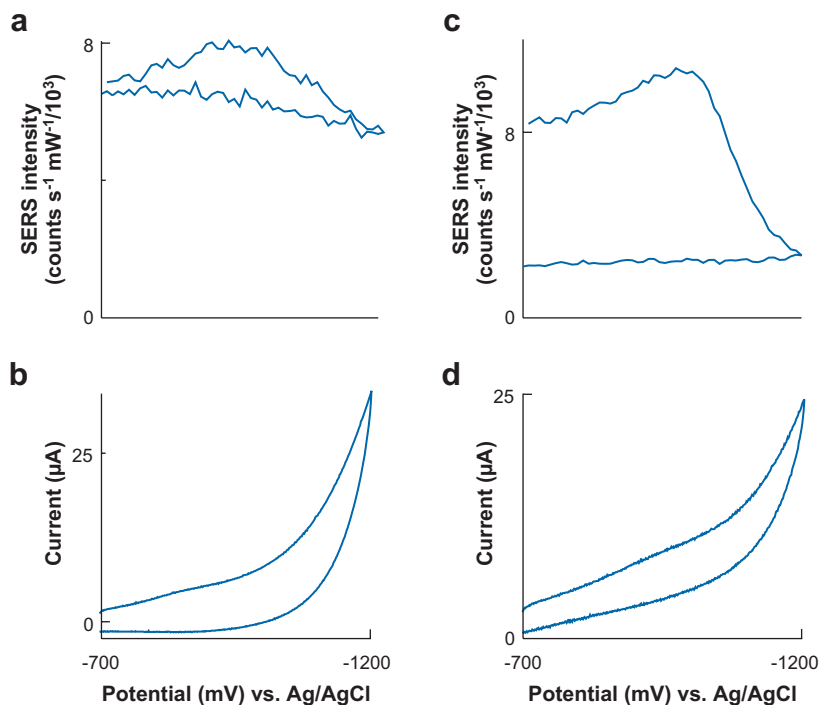 a
SERS intensity
(counts s⁻¹ mW⁻¹/10³)
8
0
c
SERS intensity
(counts s⁻¹ mW⁻¹/10³)
8
0
b
Current (µA)
25
0
-700
-1200
Potential (mV) vs. Ag/AgCl
d
Current (µA)
25
0
-700
-1200
Potential (mV) vs. Ag/AgCl